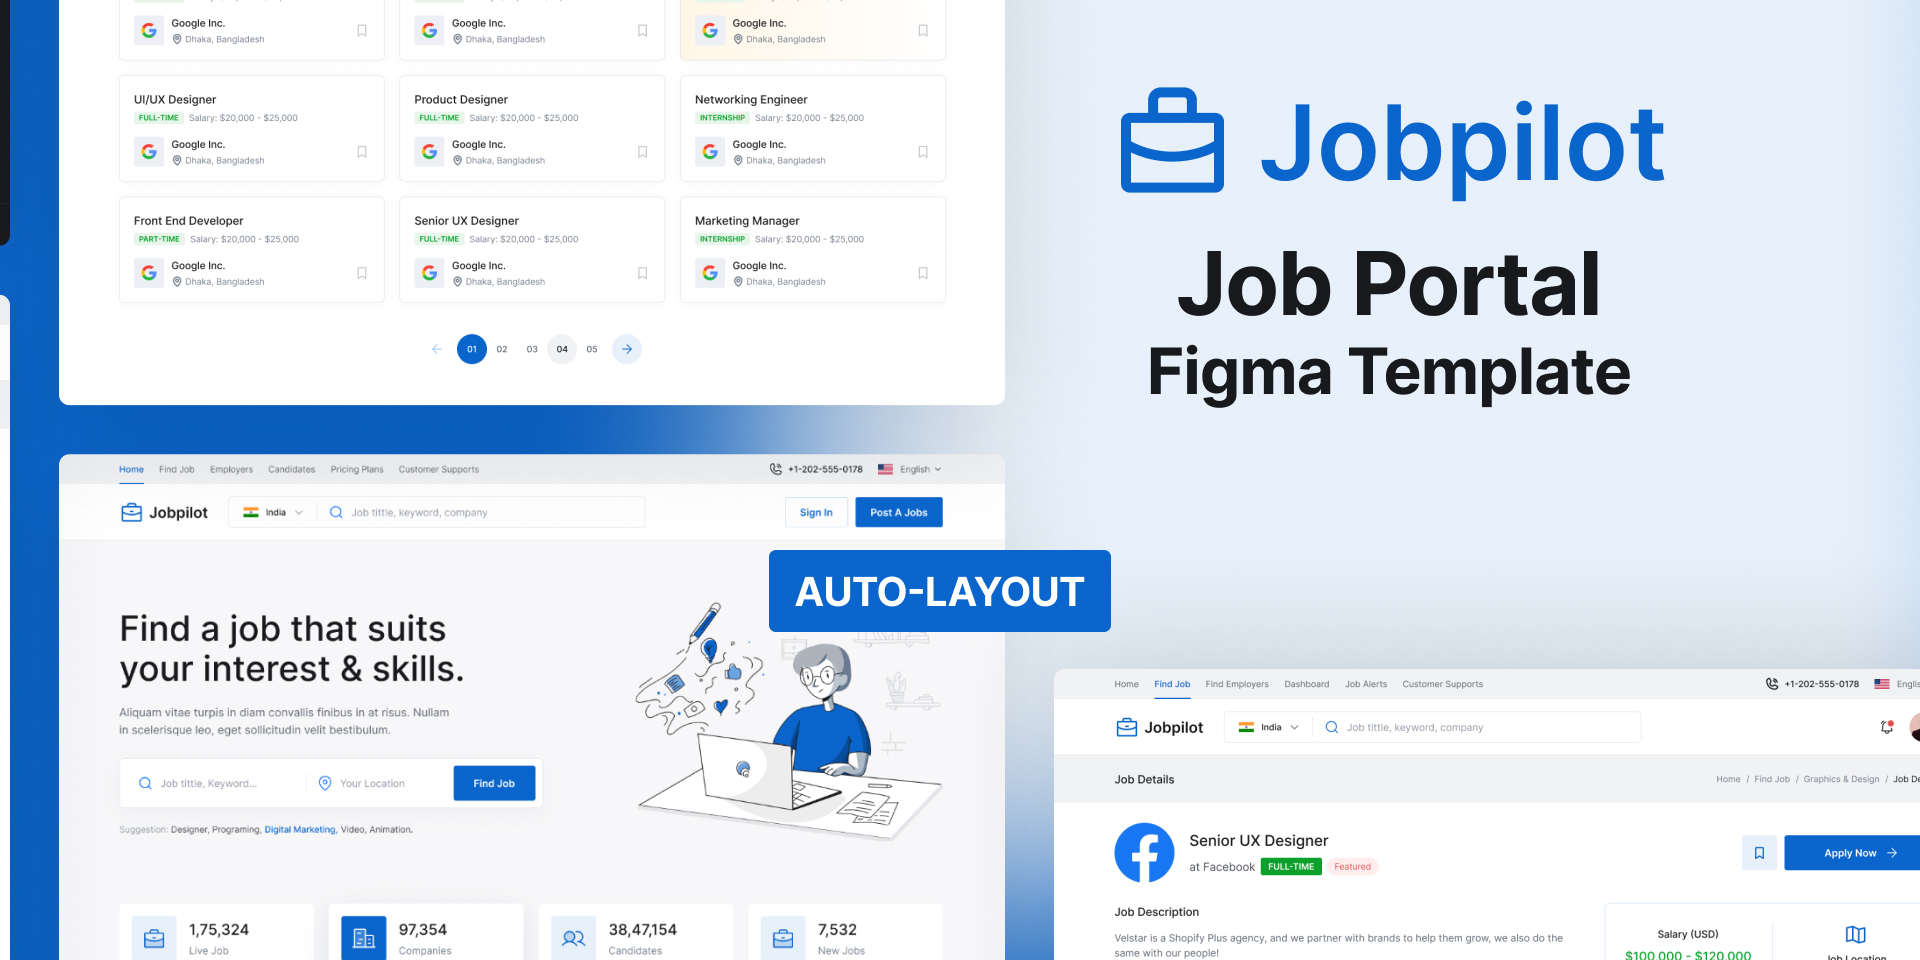 Google Inc.
Dhaka, Bangladesh
Google Inc.
Dhaka, Bangladesh
Google Inc.
Dhaka, Bangladesh
UI/UX Designer
FULL-TIME Salary: $20,000 - $25,000
Google Inc.
Dhaka, Bangladesh
Product Designer
FULL-TIME Salary: $20,000 - $25,000
Google Inc.
Dhaka, Bangladesh
Networking Engineer
INTERNSHIP Salary: $20,000 - $25,000
Google Inc.
Dhaka, Bangladesh
Front End Developer
PART-TIME Salary: $20,000 - $25,000
Google Inc.
Dhaka, Bangladesh
Senior UX Designer
FULL-TIME Salary: $20,000 - $25,000
Google Inc.
Dhaka, Bangladesh
Marketing Manager
INTERNSHIP Salary: $20,000 - $25,000
Google Inc.
Dhaka, Bangladesh
01 02 03 04 05
Jobpilot
Job Portal
Figma Template
Home Find Job Employers Candidates Pricing Plans Customer Supports +1-202-555-0178 English
Jobpilot India Job tittle, keyword, company Sign In Post A Jobs
AUTO-LAYOUT
Find a job that suits
your interest & skills.
Aliquam vitae turpis in diam convallis finibus in at risus. Nullam
in scelerisque leo, eget sollicitudin velit bestibulum.
Job tittle, Keyword... Your Location Find Job
Suggestion: Designer, Programing, Digital Marketing, Video, Animation.
1,75,324
Live Job
97,354
Companies
38,47,154
Candidates
7,532
New Jobs
Home Find Job Find Employers Dashboard Job Alerts Customer Supports +1-202-555-0178 Englis
Jobpilot India Job tittle, keyword, company
Job Details Home / Find Job / Graphics & Design / Job De
Senior UX Designer
at Facebook FULL-TIME Featured
Apply Now
Job Description
Velstar is a Shopify Plus agency, and we partner with brands to help them grow, we also do the
same with our people!
Salary (USD)
$100,000 - $120,000
Job Location